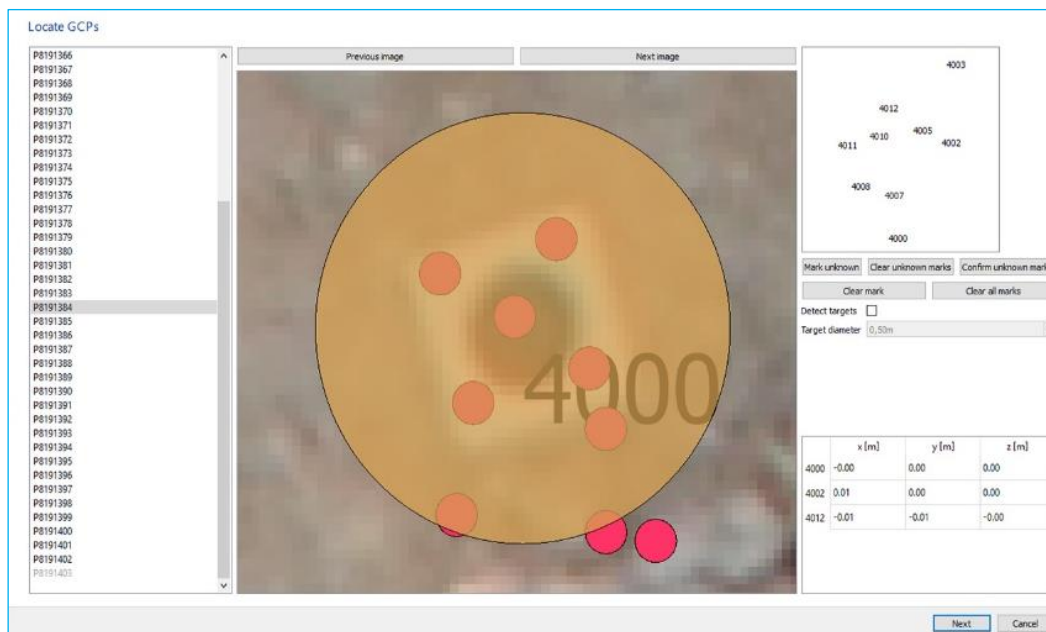 Locate GCPs
P8191366
P8191367
P8191368
P8191369
P8191370
P8191371
P8191372
P8191373
P8191374
P8191375
P8191376
P8191377
P8191378
P8191379
P8191380
P8191381
P8191382
P8191383
P8191384
P8191385
P8191386
P8191387
P8191388
P8191389
P8191390
P8191391
P8191392
P8191393
P8191394
P8191395
P8191396
P8191397
P8191398
P8191399
P8191400
P8191401
P8191402
P8191403
Previous image Next image
4000
4003
4012
4010 4005
4011 4002
4008
4007
4000
Mark unknown Clear unknown marks Confirm unknown mark
Clear mark Clear all marks
Detect targets
Target diameter 0,50m
x [m] y [m] z [m]
4000 -0.00 0.00 0.00
4002 0.01 0.00 0.00
4012 -0.01 -0.01 -0.00
Next Cancel